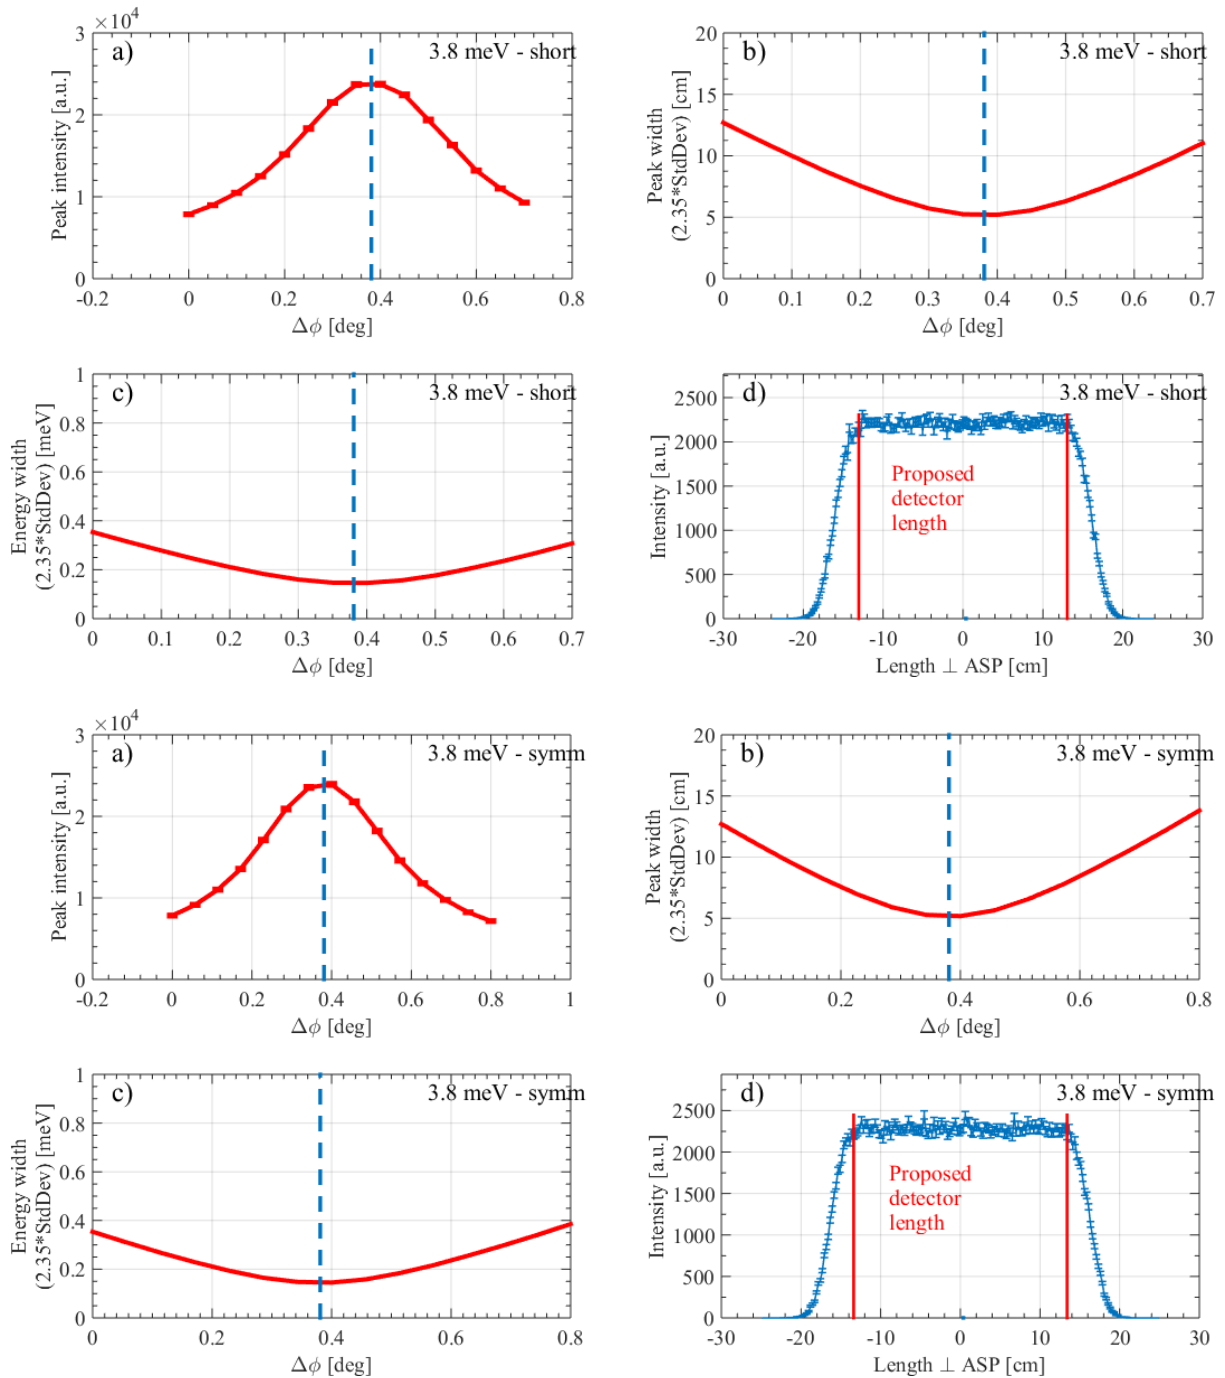 ×10⁴
3
2
1
0
-0.2
0
0.2
0.4
0.6
0.8
Peak intensity [a.u.]
Δϕ [deg]
a)
3.8 meV - short
20
15
10
5
0
0
0.1
0.2
0.3
0.4
0.5
0.6
0.7
Peak width
(2.35*StdDev) [cm]
Δϕ [deg]
b)
3.8 meV - short
1
0.8
0.6
0.4
0.2
0
0
0.1
0.2
0.3
0.4
0.5
0.6
0.7
Energy width
(2.35*StdDev) [meV]
Δϕ [deg]
c)
3.8 meV - short
2500
2000
1500
1000
500
0
-30
-20
-10
0
10
20
30
Intensity [a.u.]
Length ⊥ ASP [cm]
d)
3.8 meV - short
Proposed
detector
length
×10⁴
3
2
1
0
-0.2
0
0.2
0.4
0.6
0.8
1
Peak intensity [a.u.]
Δϕ [deg]
a)
3.8 meV - symm
20
15
10
5
0
0
0.2
0.4
0.6
0.8
Peak width
(2.35*StdDev) [cm]
Δϕ [deg]
b)
3.8 meV - symm
1
0.8
0.6
0.4
0.2
0
0
0.2
0.4
0.6
0.8
Energy width
(2.35*StdDev) [meV]
Δϕ [deg]
c)
3.8 meV - symm
2500
2000
1500
1000
500
0
-30
-20
-10
0
10
20
30
Intensity [a.u.]
Length ⊥ ASP [cm]
d)
3.8 meV - symm
Proposed
detector
length